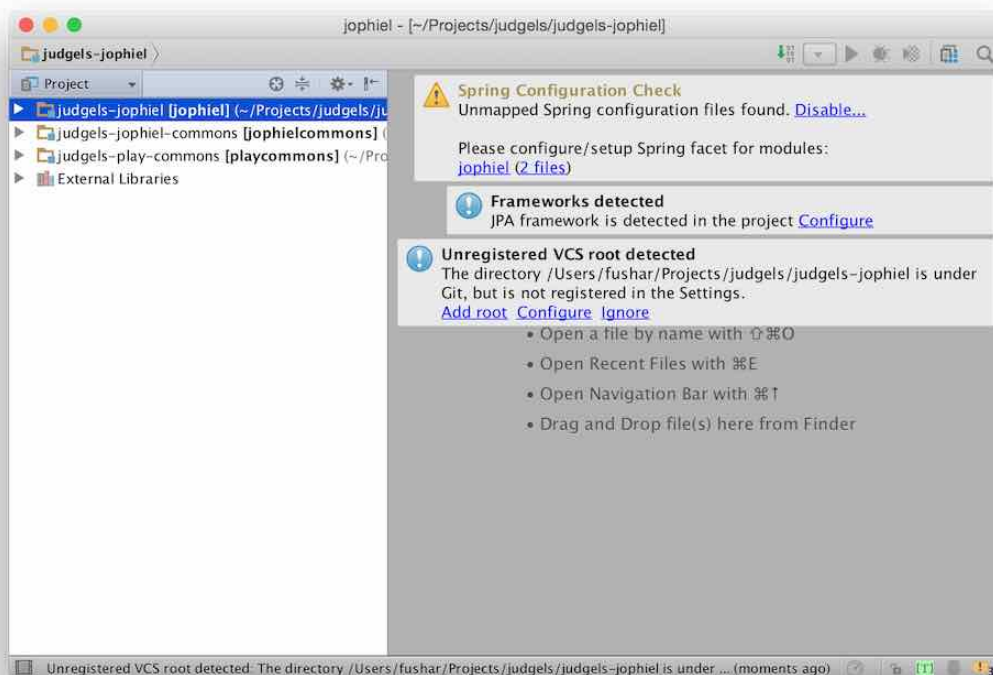 jophiel - [~/Projects/judgels/judgels-jophiel]
judgels-jophiel
Project
judgels-jophiel [jophiel] (~/Projects/judgels/ju
judgels-jophiel-commons [jophielcommons] (
judgels-play-commons [playcommons] (~/Pro
External Libraries
Spring Configuration Check
Unmapped Spring configuration files found. Disable...
Please configure/setup Spring facet for modules:
jophiel (2 files)
Frameworks detected
JPA framework is detected in the project Configure
Unregistered VCS root detected
The directory /Users/fushar/Projects/judgels/judgels-jophiel is under
Git, but is not registered in the Settings.
Add root Configure Ignore
• Open a file by name with ⇧⌘O
• Open Recent Files with ⌘E
• Open Navigation Bar with ⌘↑
• Drag and Drop file(s) here from Finder
Unregistered VCS root detected: The directory /Users/fushar/Projects/judgels/judgels-jophiel is under ... (moments ago) [T]